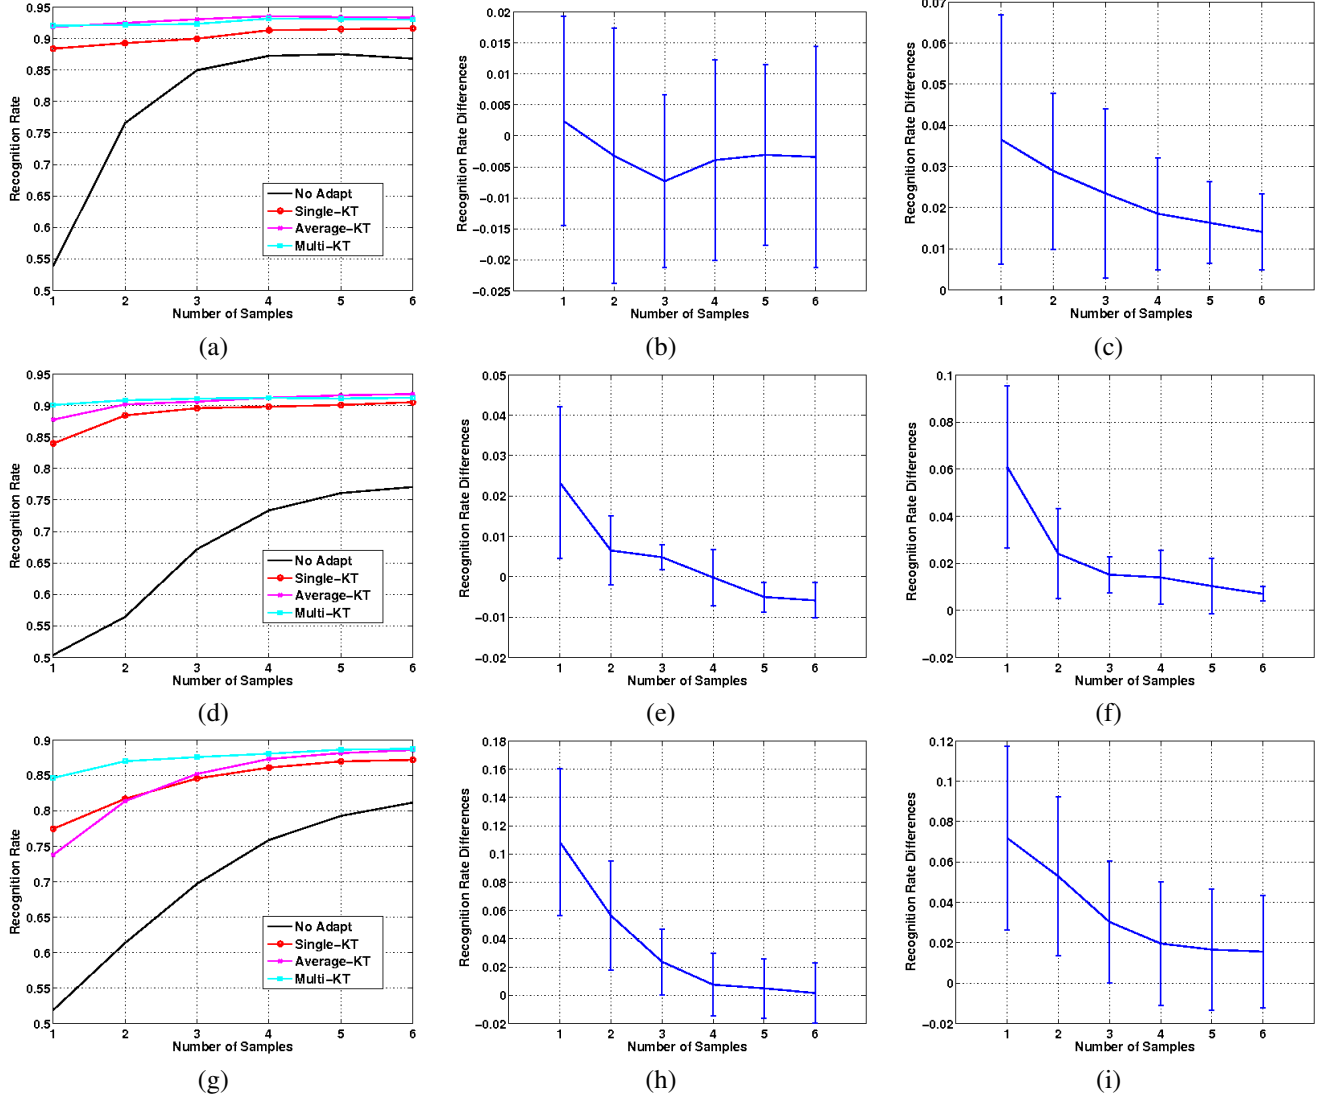 0.95
0.9
0.85
0.8
0.75
0.7
0.65
0.6
0.55
0.5
Recognition Rate
No Adapt
Single-KT
Average-KT
Multi-KT
1 2 3 4 5 6
Number of Samples
(a)
0.02
0.015
0.01
0.005
0
−0.005
−0.01
−0.015
−0.02
−0.025
Recognition Rate Differences
1 2 3 4 5 6
Number of Samples
(b)
0.07
0.06
0.05
0.04
0.03
0.02
0.01
0
Recognition Rate Differences
1 2 3 4 5 6
Number of Samples
(c)
0.95
0.9
0.85
0.8
0.75
0.7
0.65
0.6
0.55
0.5
Recognition Rate
No Adapt
Single-KT
Average-KT
Multi-KT
1 2 3 4 5 6
Number of Samples
(d)
0.05
0.04
0.03
0.02
0.01
0
−0.01
−0.02
Recognition Rate Differences
1 2 3 4 5 6
Number of Samples
(e)
0.1
0.08
0.06
0.04
0.02
0
−0.02
Recognition Rate Differences
1 2 3 4 5 6
Number of Samples
(f)
0.9
0.85
0.8
0.75
0.7
0.65
0.6
0.55
0.5
Recognition Rate
No Adapt
Single-KT
Average-KT
Multi-KT
1 2 3 4 5 6
Number of Samples
(g)
0.18
0.16
0.14
0.12
0.1
0.08
0.06
0.04
0.02
0
−0.02
Recognition Rate Differences
1 2 3 4 5 6
Number of Samples
(h)
0.12
0.1
0.08
0.06
0.04
0.02
0
−0.02
Recognition Rate Differences
1 2 3 4 5 6
Number of Samples
(i)